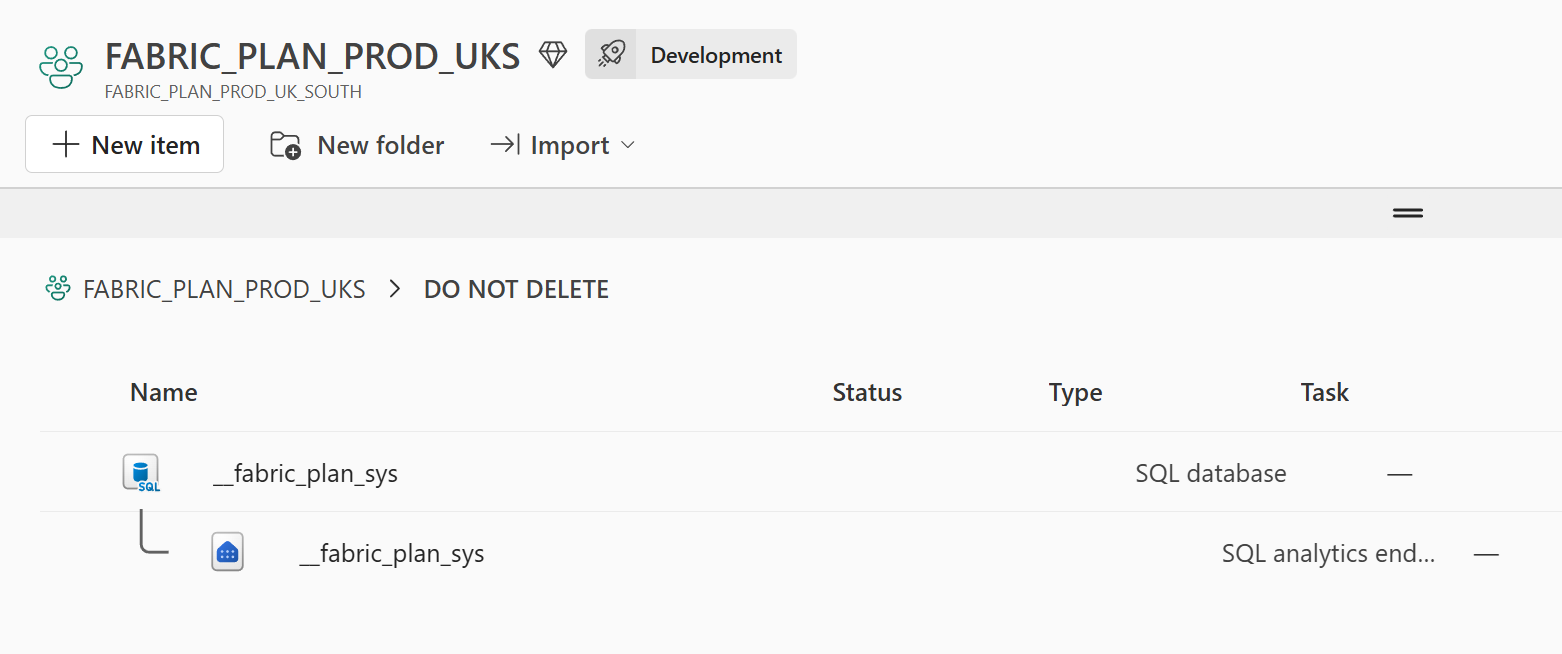 FABRIC_PLAN_PROD_UKS Development
FABRIC_PLAN_PROD_UK_SOUTH
New item New folder Import
FABRIC_PLAN_PROD_UKS > DO NOT DELETE
Name Status Type Task
__fabric_plan_sys SQL database —
SQL
__fabric_plan_sys SQL analytics end... —